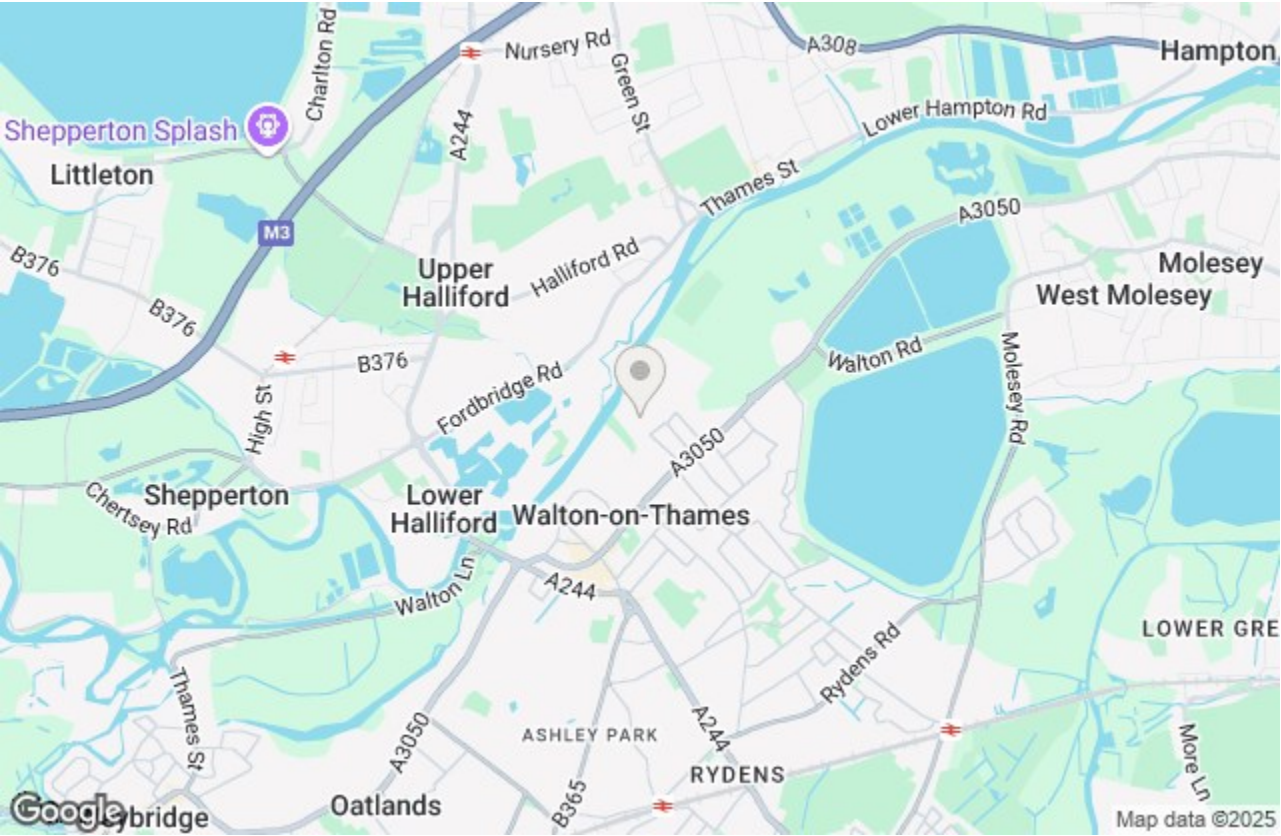 Nursery Rd
Charlton Rd
Green St
A308
Hampton
Lower Hampton Rd
Shepperton Splash
A244
Littleton
Thames St
A3050
M3
B376
Upper
Halliford
Halliford Rd
Molesey
West Molesey
B376
B376
Walton Rd
Molesey Rd
Fordbridge Rd
High St
A3050
Shepperton
Chertsey Rd
Lower
Halliford
Walton-on-Thames
Walton Ln
A244
LOWER GRE
Rydens Rd
Thames St
A3050
ASHLEY PARK
A244
More Ln
RYDENS
Oatlands
B365
Google
ybridge
Map data ©2025